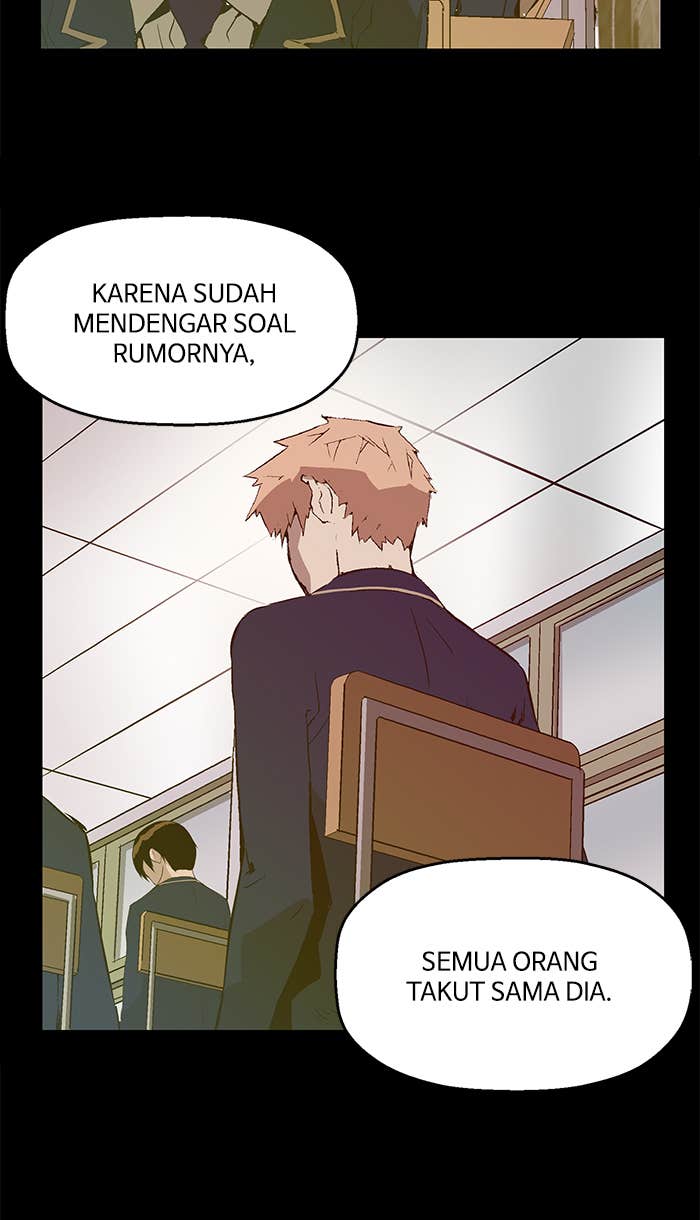 KARENA SUDAH
MENDENGAR SOAL
RUMORNYA,
SEMUA ORANG
TAKUT SAMA DIA.